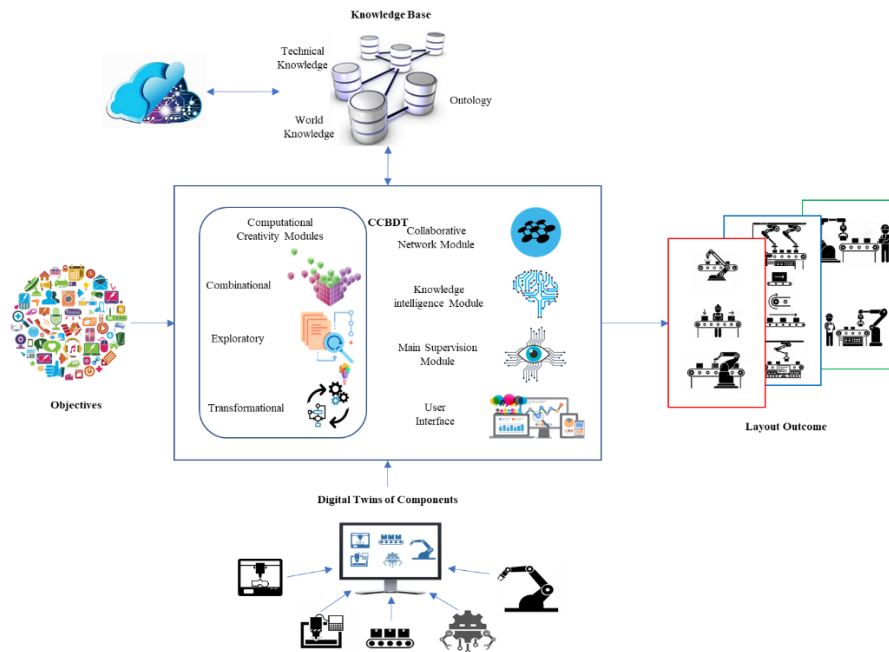 Knowledge Base
Technical
Knowledge
Ontology
World
Knowledge
CCBDT
Computational
Creativity Modules
Combinational
Exploratory
Transformational
Collaborative
Network Module
Knowledge
intelligence Module
Main Supervision
Module
User
Interface
Objectives
Layout Outcome
Digital Twins of Components